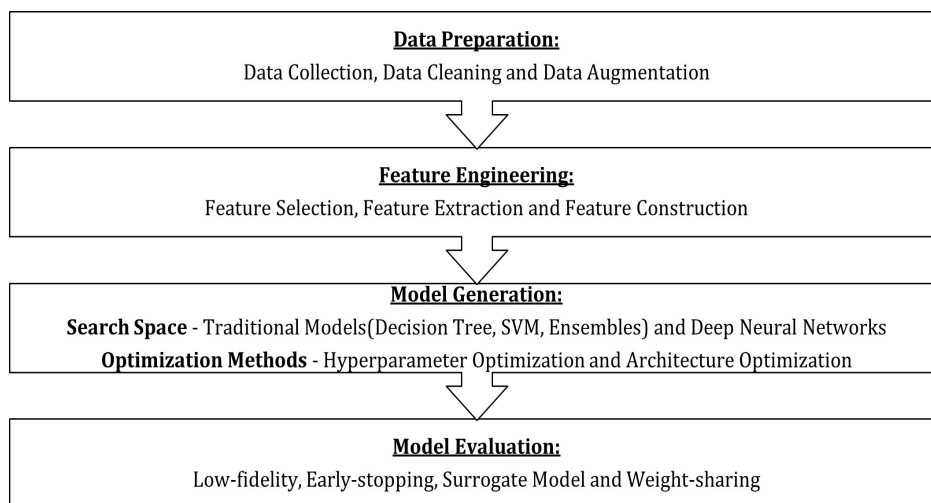 Data Preparation:
Data Collection, Data Cleaning and Data Augmentation
Feature Engineering:
Feature Selection, Feature Extraction and Feature Construction
Model Generation:
Search Space - Traditional Models(Decision Tree, SVM, Ensembles) and Deep Neural Networks
Optimization Methods - Hyperparameter Optimization and Architecture Optimization
Model Evaluation:
Low-fidelity, Early-stopping, Surrogate Model and Weight-sharing